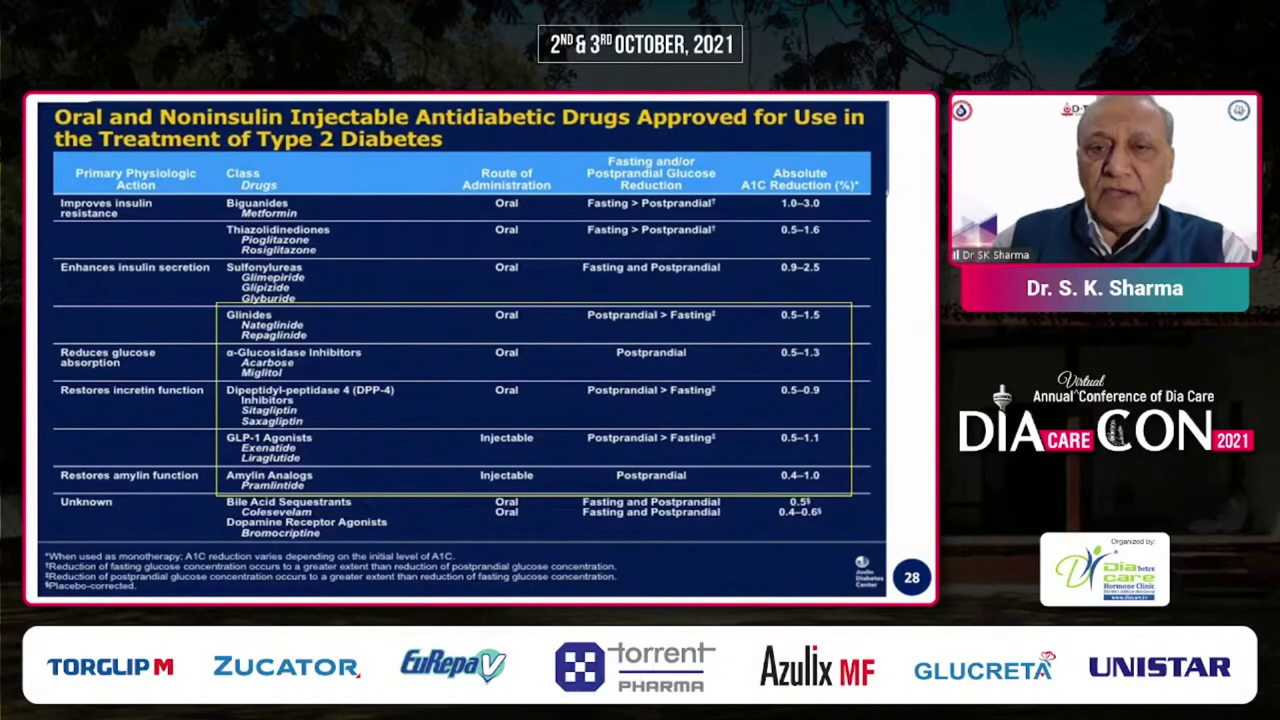 2ND & 3RD OCTOBER, 2021
Oral and Noninsulin Injectable Antidiabetic Drugs Approved for Use in
the Treatment of Type 2 Diabetes
Primary Physiologic Action Class Drugs Route of Administration Fasting and/or Postprandial Glucose Reduction Absolute A1C Reduction (%)*
Improves insulin resistance Biguanides Oral Fasting > Postprandial† 1.0–3.0
Metformin
Thiazolidinediones Oral Fasting > Postprandial† 0.5–1.6
Pioglitazone
Rosiglitazone
Enhances insulin secretion Sulfonylureas Oral Fasting and Postprandial 0.9–2.5
Glimepiride
Glipizide
Glyburide
Glinides Oral Postprandial > Fasting‡ 0.5–1.5
Nateglinide
Repaglinide
Reduces glucose absorption α-Glucosidase Inhibitors Oral Postprandial 0.5–1.3
Acarbose
Miglitol
Restores incretin function Dipeptidyl-peptidase 4 (DPP-4) Oral Postprandial > Fasting‡ 0.5–0.9
Inhibitors
Sitagliptin
Saxagliptin
GLP-1 Agonists Injectable Postprandial > Fasting‡ 0.5–1.1
Exenatide
Liraglutide
Restores amylin function Amylin Analogs Injectable Postprandial 0.4–1.0
Pramlintide
Unknown Bile Acid Sequestrants Oral Fasting and Postprandial 0.5§
Colesevelam Oral Fasting and Postprandial 0.4–0.6§
Dopamine Receptor Agonists
Bromocriptine
*When used as monotherapy; A1C reduction varies depending on the initial level of A1C.
†Reduction of fasting glucose concentration occurs to a greater extent than reduction of postprandial glucose concentration.
‡Reduction of postprandial glucose concentration occurs to a greater extent than reduction of fasting glucose concentration.
§Placebo-corrected.
Joslin
Diabetes
Center
28
Dr SK Sharma
Dr. S. K. Sharma
Virtual
Annual Conference of Dia Care
DIA CARE CON 2021
Organized by:
Diabetes
care
Hormone Clinic
TORGLIP M
ZUCATOR
EuRepa V
torrent
PHARMA
Azulix MF
GLUCRETA
UNISTAR